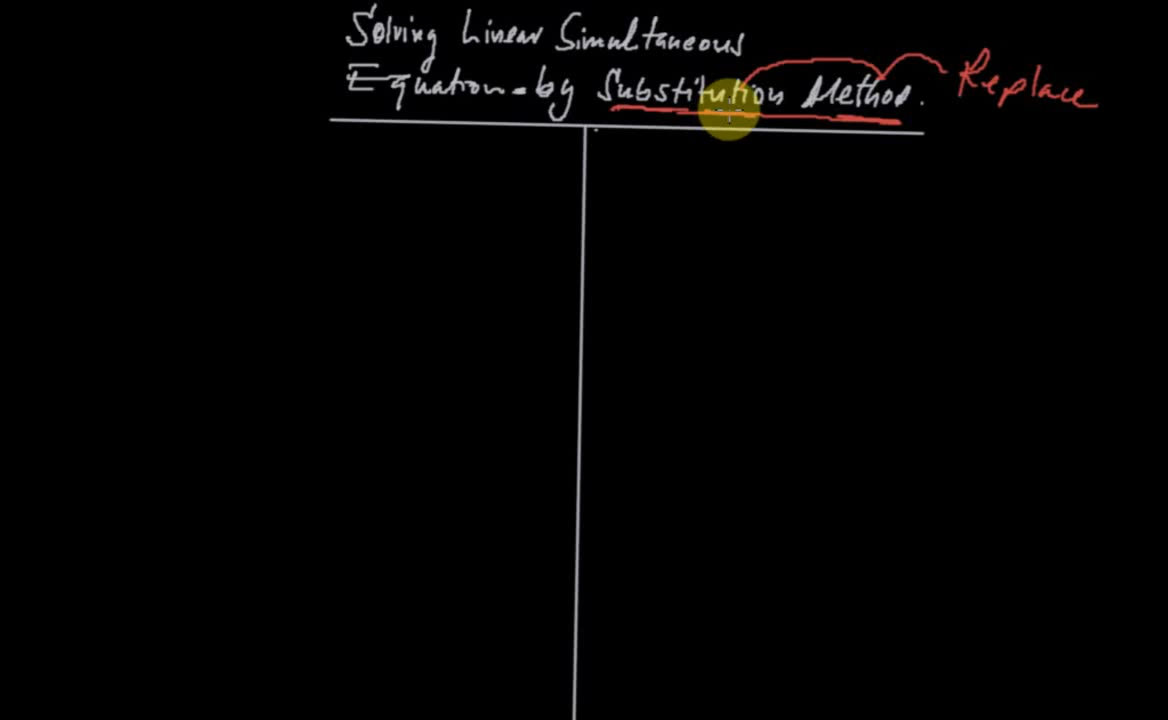 Solving Linear Simultaneous
Equation - by Substitution Method.
Replace